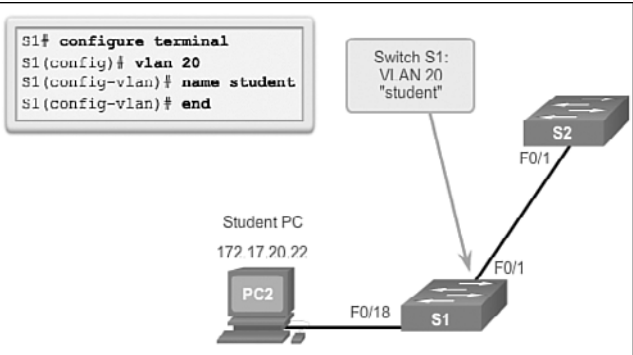 S1# configure terminal
S1(config)# vlan 20
S1(config-vlan)# name student
S1(config-vlan)# end
Switch S1:
VLAN 20
"student"
S2
F0/1
Student PC
172.17.20.22
F0/1
PC2
F0/18
S1